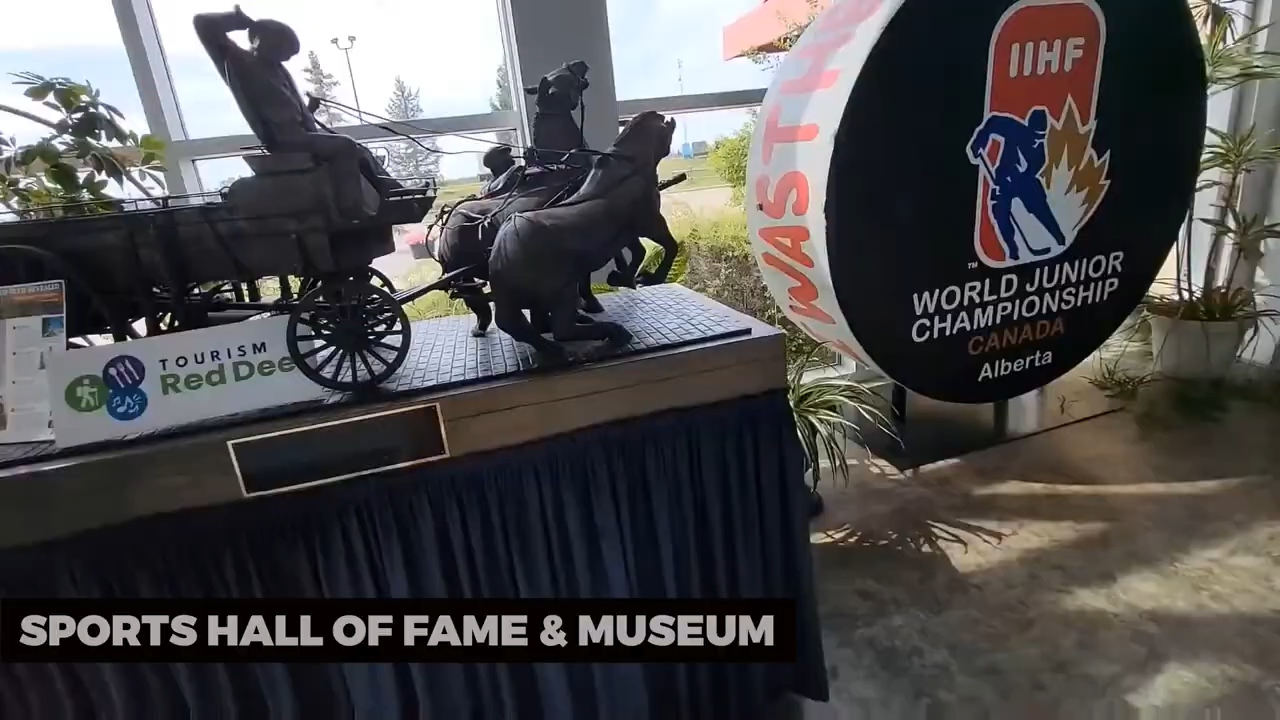 IIHF
WORLD JUNIOR
CHAMPIONSHIP
CANADA
Alberta
TOURISM
Red Dee
SPORTS HALL OF FAME & MUSEUM